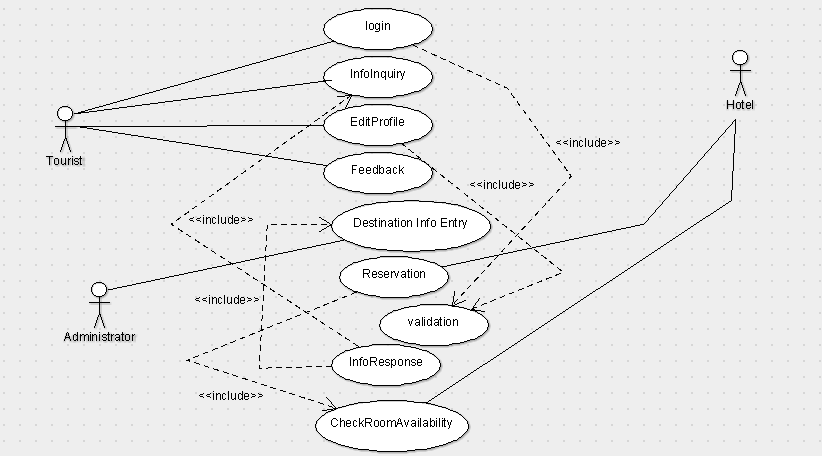 login
InfoInquiry
Hotel
EditProfile
<<include>>
Tourist
Feedback
<<include>>
<<include>>
Destination Info Entry
Reservation
<<include>>
validation
Administrator
InfoResponse
<<include>>
CheckRoomAvailability